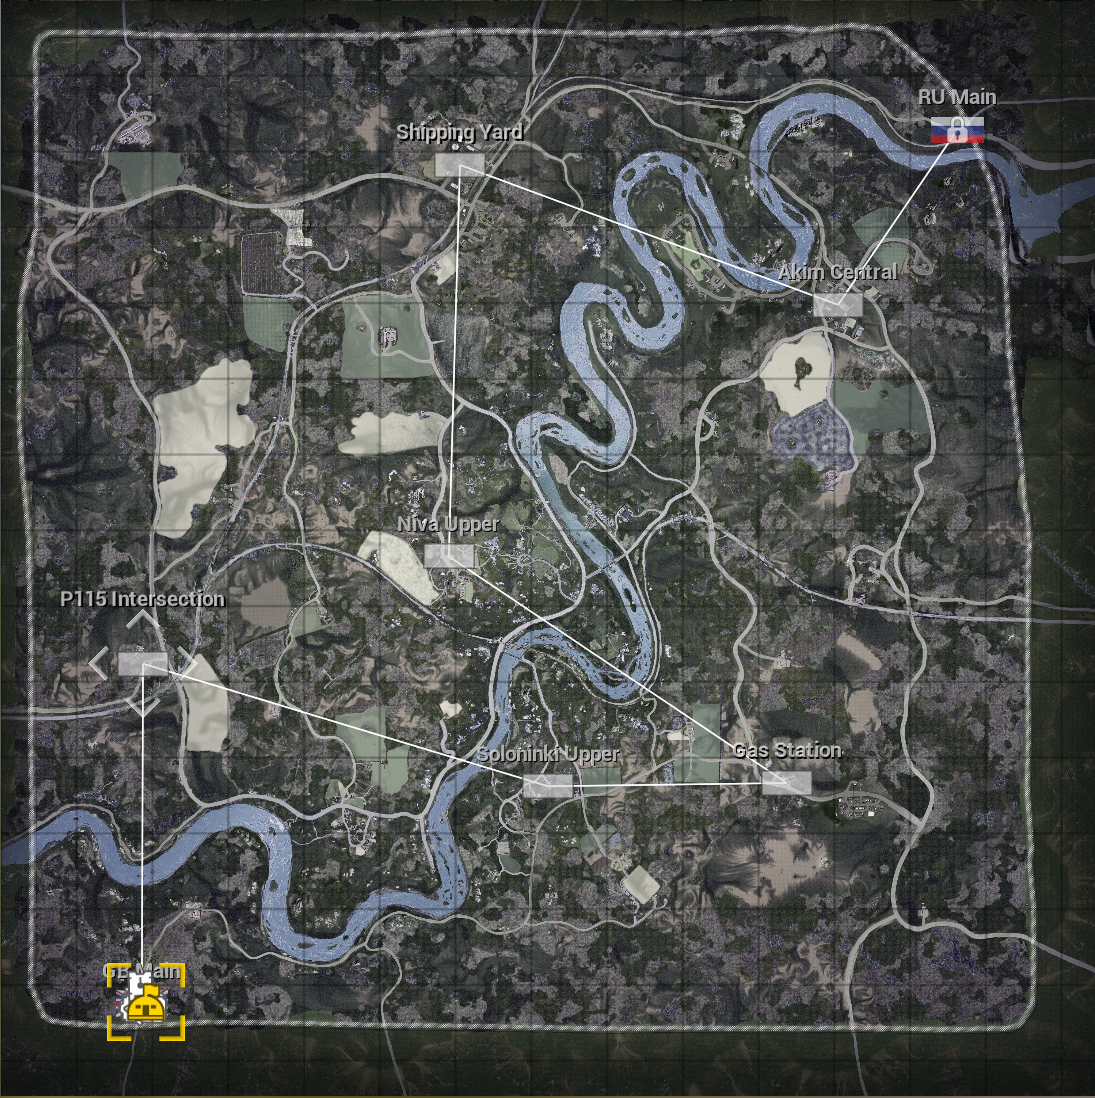 RU Main
Shipping Yard
Akim Central
Niva Upper
P115 Intersection
Soloninki Upper
Gas Station
GB Main